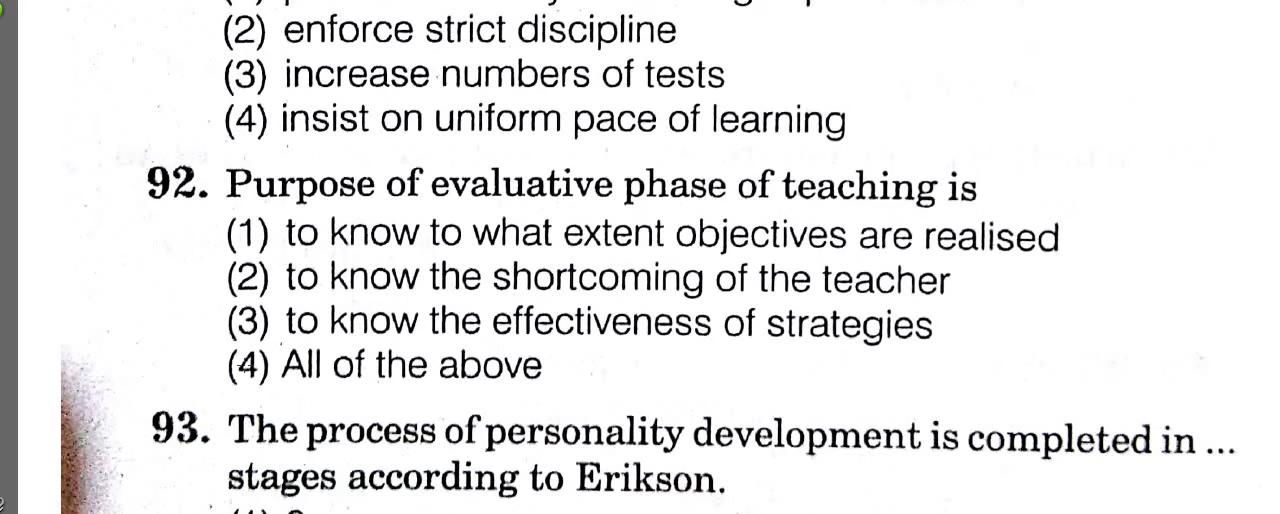 (2) enforce strict discipline
(3) increase numbers of tests
(4) insist on uniform pace of learning
92. Purpose of evaluative phase of teaching is
(1) to know to what extent objectives are realised
(2) to know the shortcoming of the teacher
(3) to know the effectiveness of strategies
(4) All of the above
93. The process of personality development is completed in ...
stages according to Erikson.